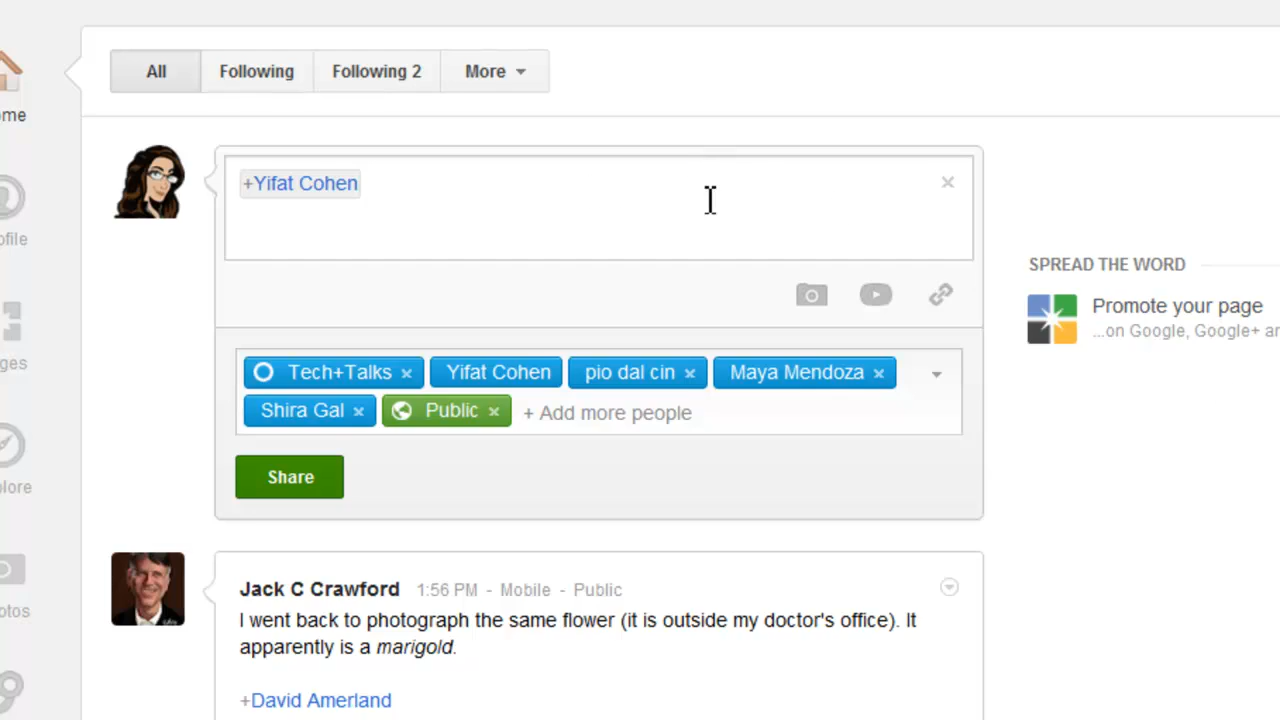 All Following Following 2 More
ome
+Yifat Cohen
ofile
SPREAD THE WORD
Promote your page
...on Google, Google+ ar
ges
Tech+Talks Yifat Cohen pio dal cin Maya Mendoza
Shira Gal Public + Add more people
Share
plore
Jack C Crawford 1:56 PM - Mobile - Public
I went back to photograph the same flower (it is outside my doctor's office). It
otos
apparently is a marigold.
+David Amerland